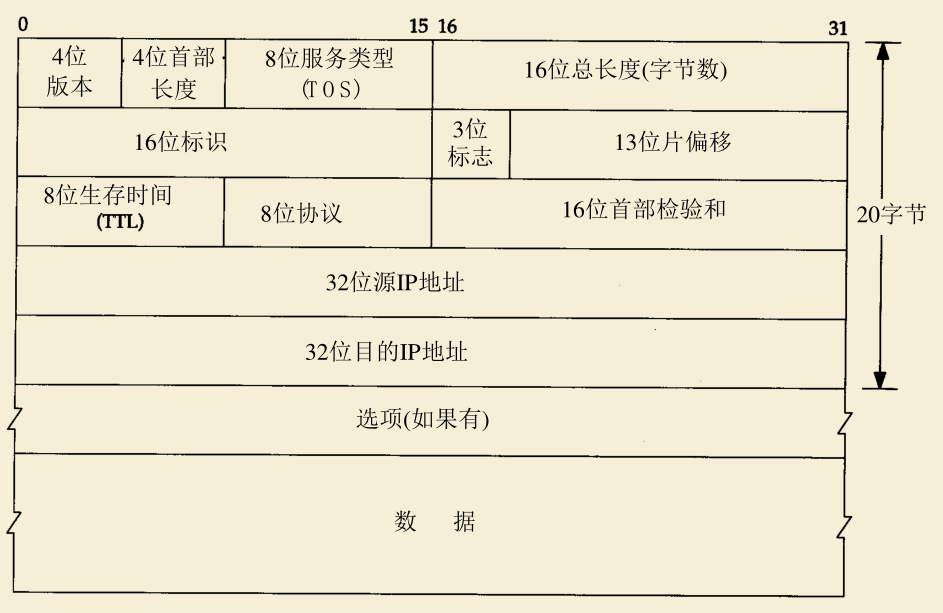 0 15 16 31
4位 4位首部 8位服务类型 16位总长度(字节数)
版本 长度 (TOS)
16位标识 3位 13位片偏移
标志
8位生存时间 8位协议 16位首部检验和
(TTL)
20字节
32位源IP地址
32位目的IP地址
选项(如果有)
数 据